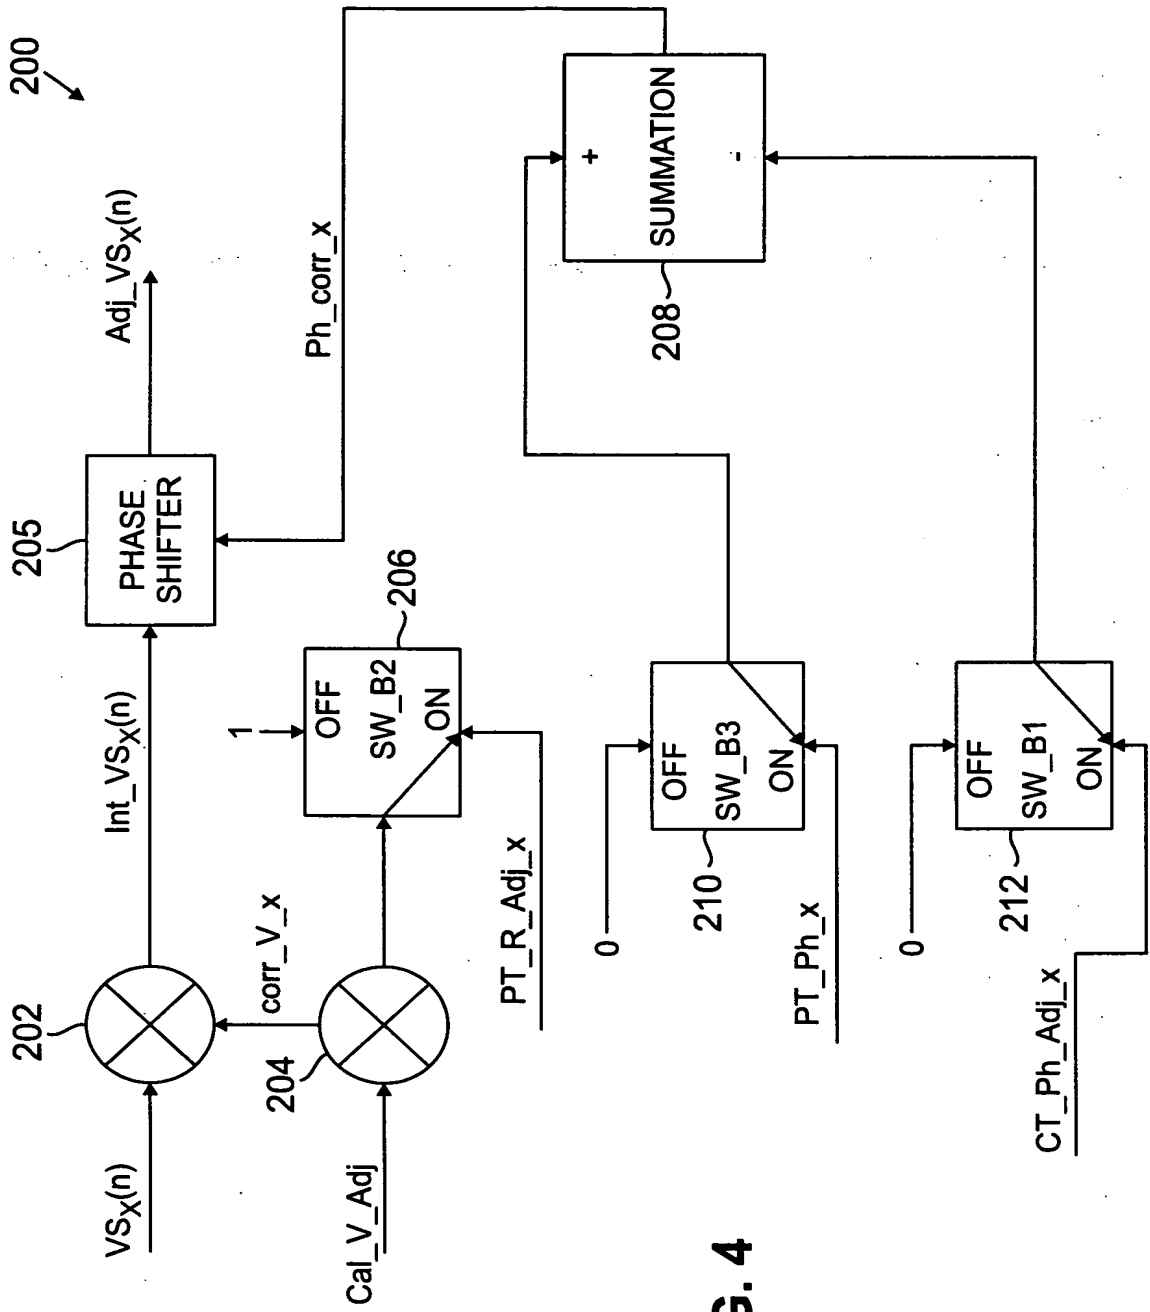 200
VSX(n)
202
Int_VSX(n)
205
PHASE
SHIFTER
Adj_VSX(n)
Cal_V_Adj
204
corr_V_x
1
OFF
SW_B2
ON
206
PT_R_Adj_x
Ph_corr_x
0
OFF
SW_B3
ON
210
PT_Ph_x
+
SUMMATION
-
208
0
OFF
SW_B1
ON
212
CT_Ph_Adj_x
G. 4